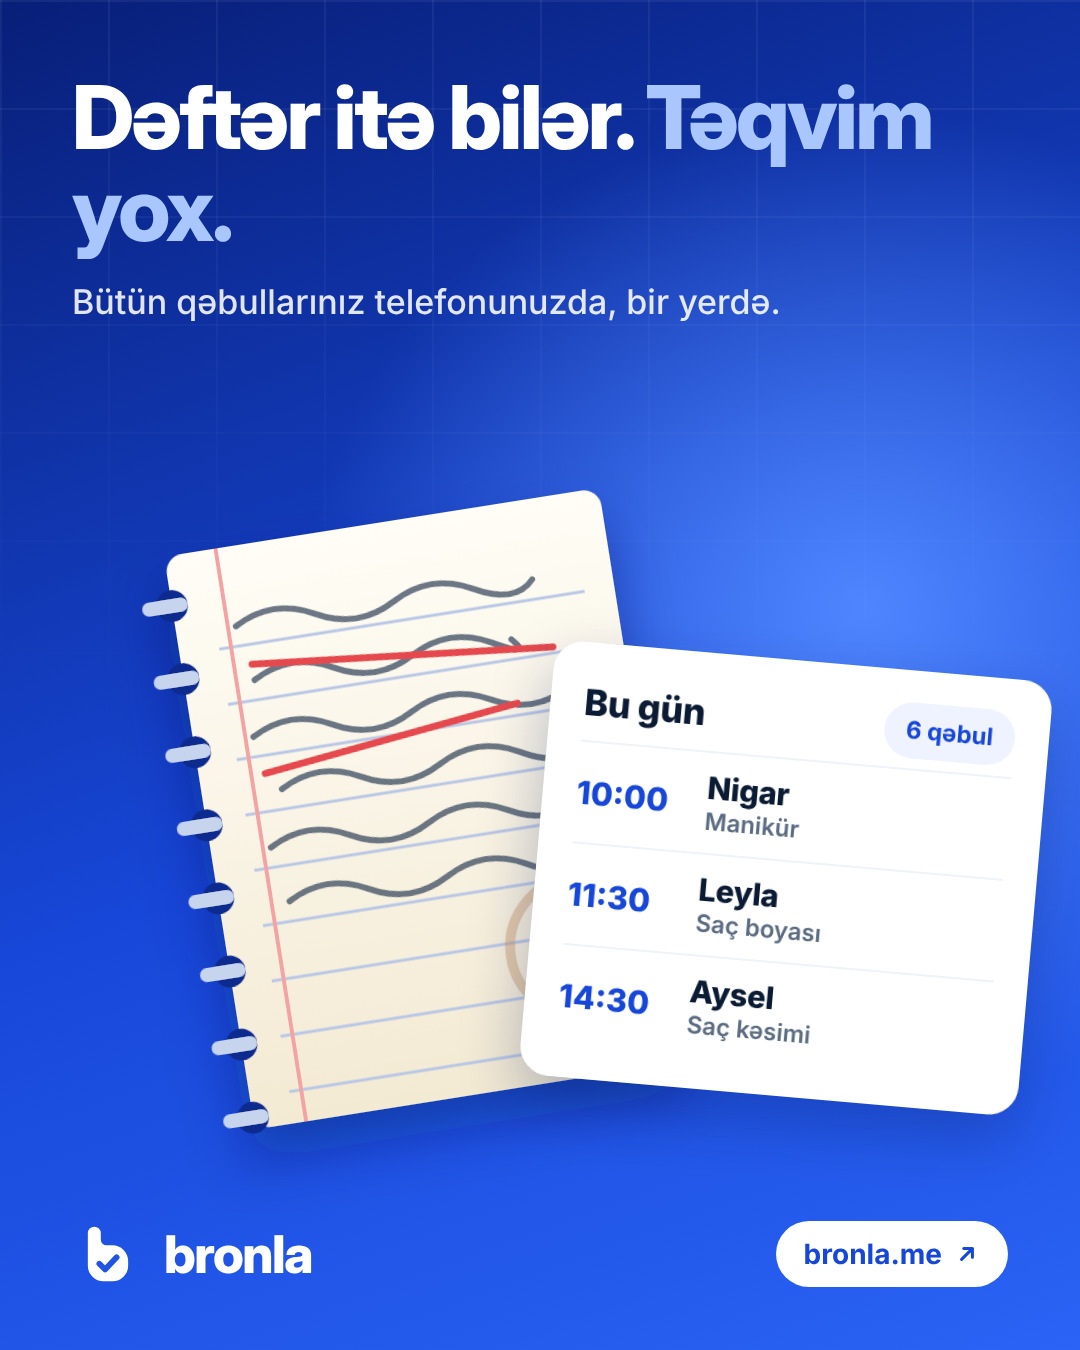 Dəftər itə bilər. Təqvim
yox.
Bütün qəbullarınız telefonunuzda, bir yerdə.
Bu gün
6 qəbul
10:00
Nigar
Manikür
11:30
Leyla
Saç boyası
14:30
Aysel
Saç kəsimi
bronla
bronla.me